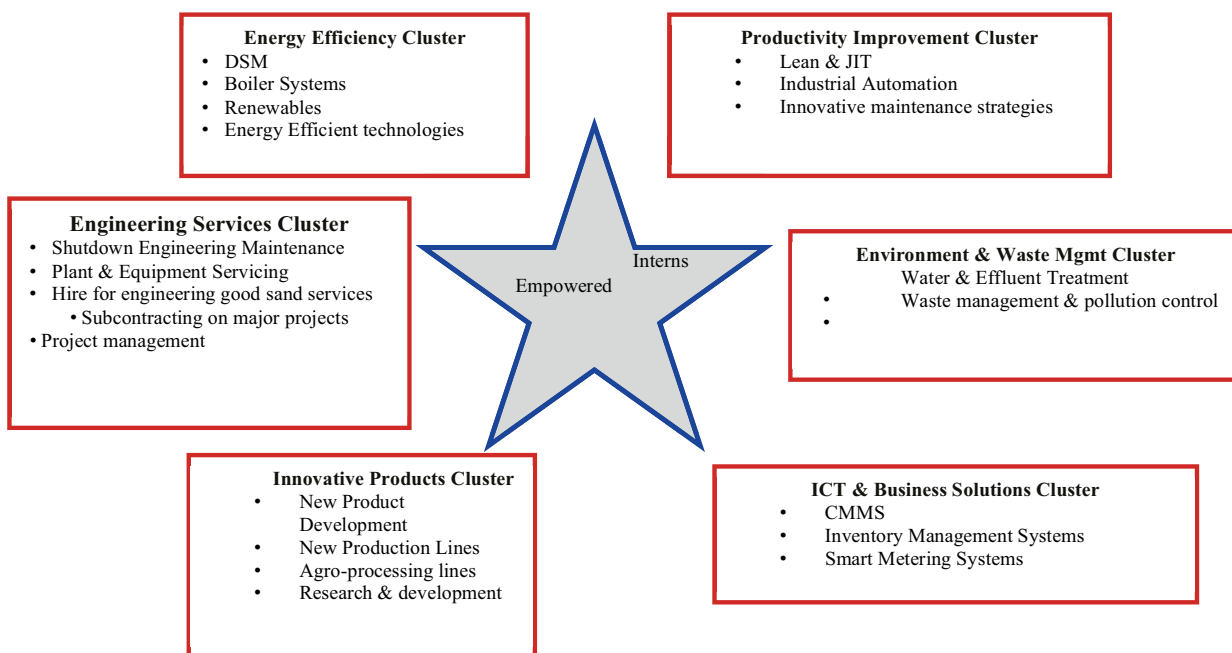 Energy Efficiency Cluster
• DSM
• Boiler Systems
• Renewables
• Energy Efficient technologies
Productivity Improvement Cluster
• Lean & JIT
• Industrial Automation
• Innovative maintenance strategies
Engineering Services Cluster
• Shutdown Engineering Maintenance
• Plant & Equipment Servicing
• Hire for engineering good sand services
• Subcontracting on major projects
• Project management
Interns
Empowered
Environment & Waste Mgmt Cluster
Water & Effluent Treatment
• Waste management & pollution control
•
Innovative Products Cluster
• New Product
Development
• New Production Lines
• Agro-processing lines
• Research & development
ICT & Business Solutions Cluster
• CMMS
• Inventory Management Systems
• Smart Metering Systems